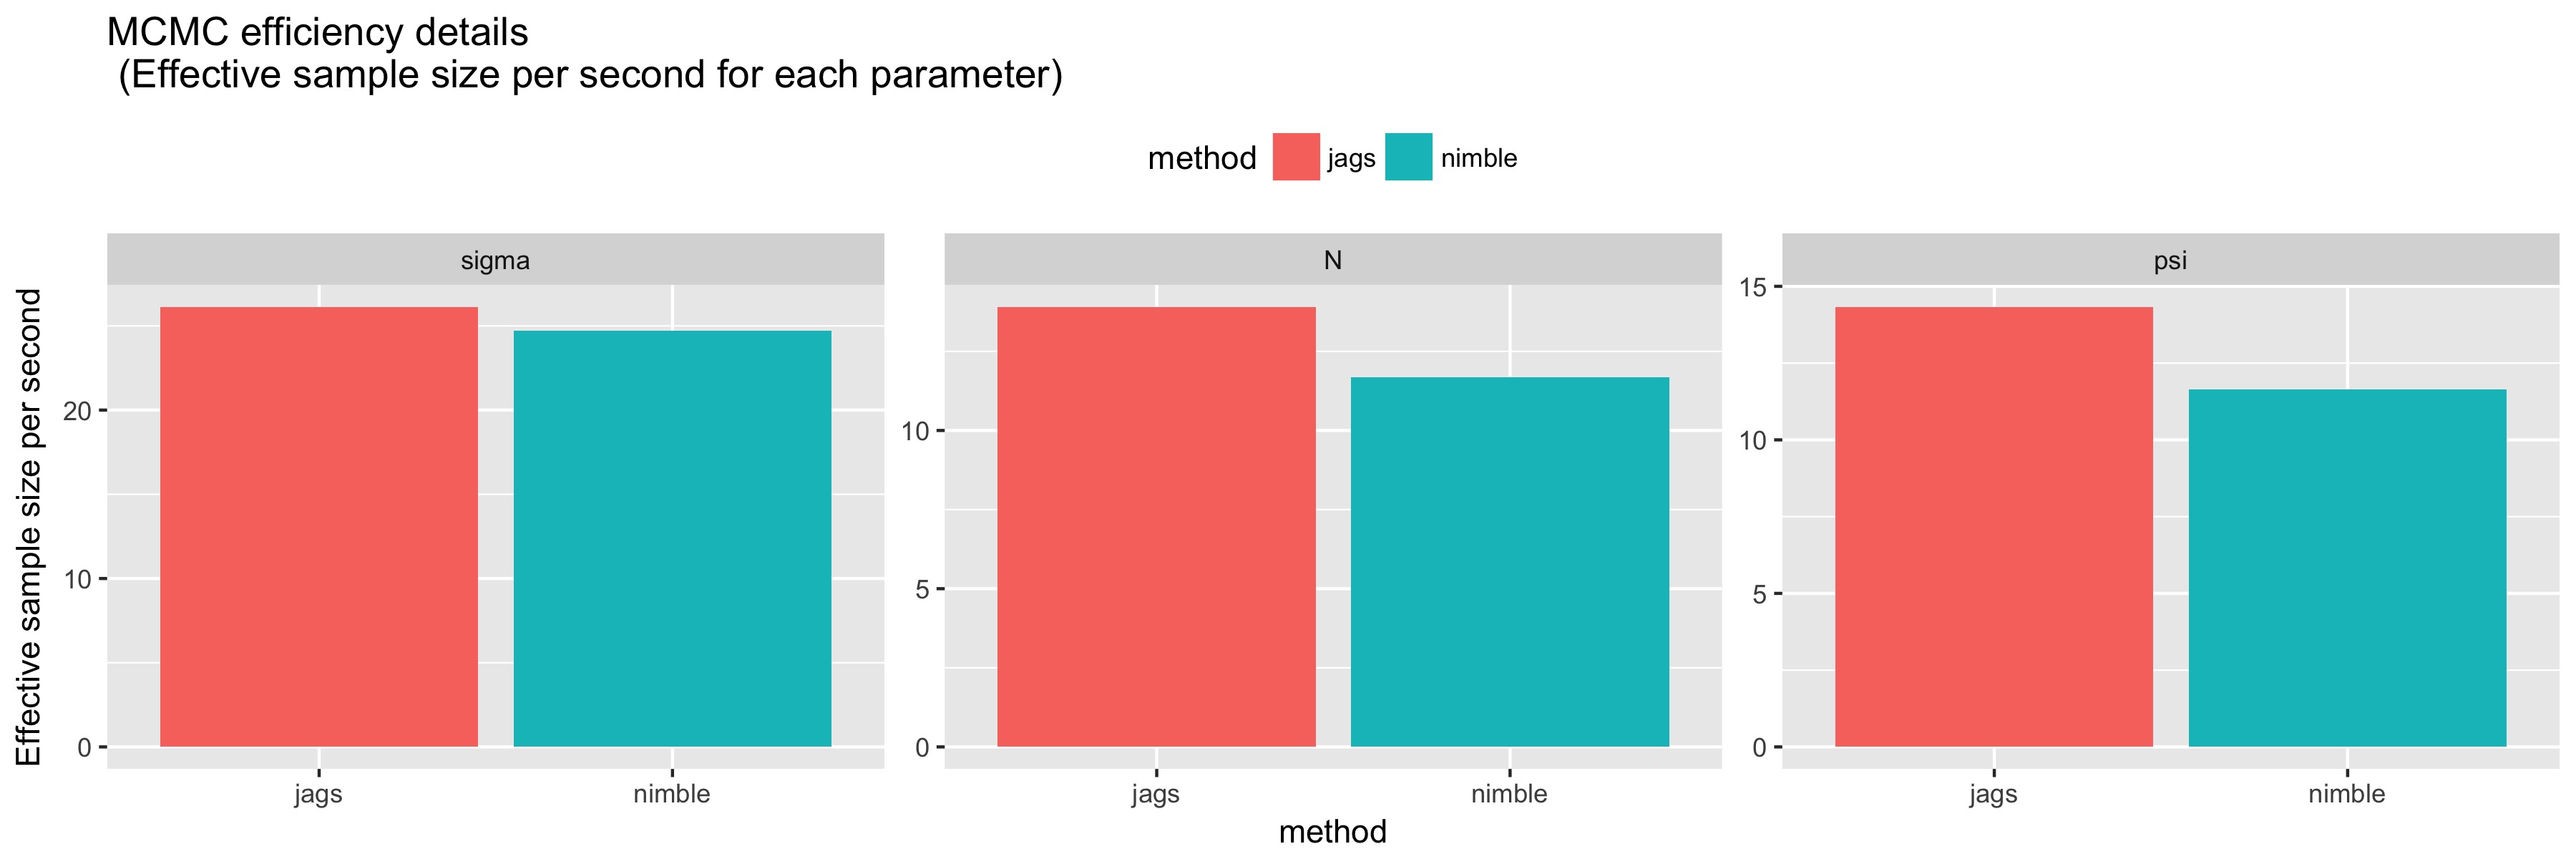 MCMC efficiency details
(Effective sample size per second for each parameter)
method jags nimble
sigma N psi
Effective sample size per second
20
10
0
10
5
0
15
10
5
0
jags nimble jags nimble jags nimble
method